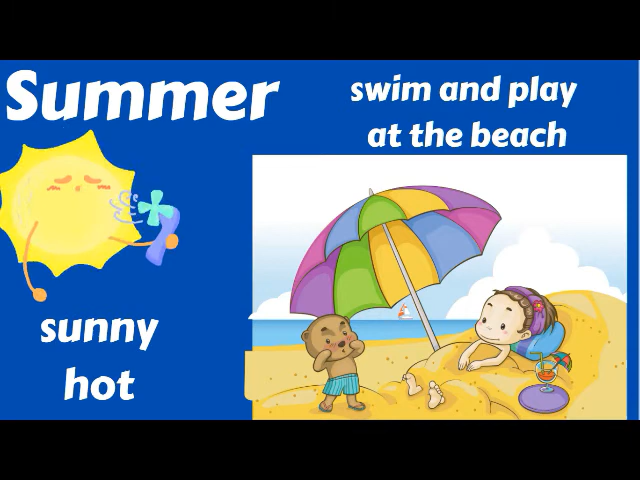 Summer
swim and play
at the beach
sunny
hot